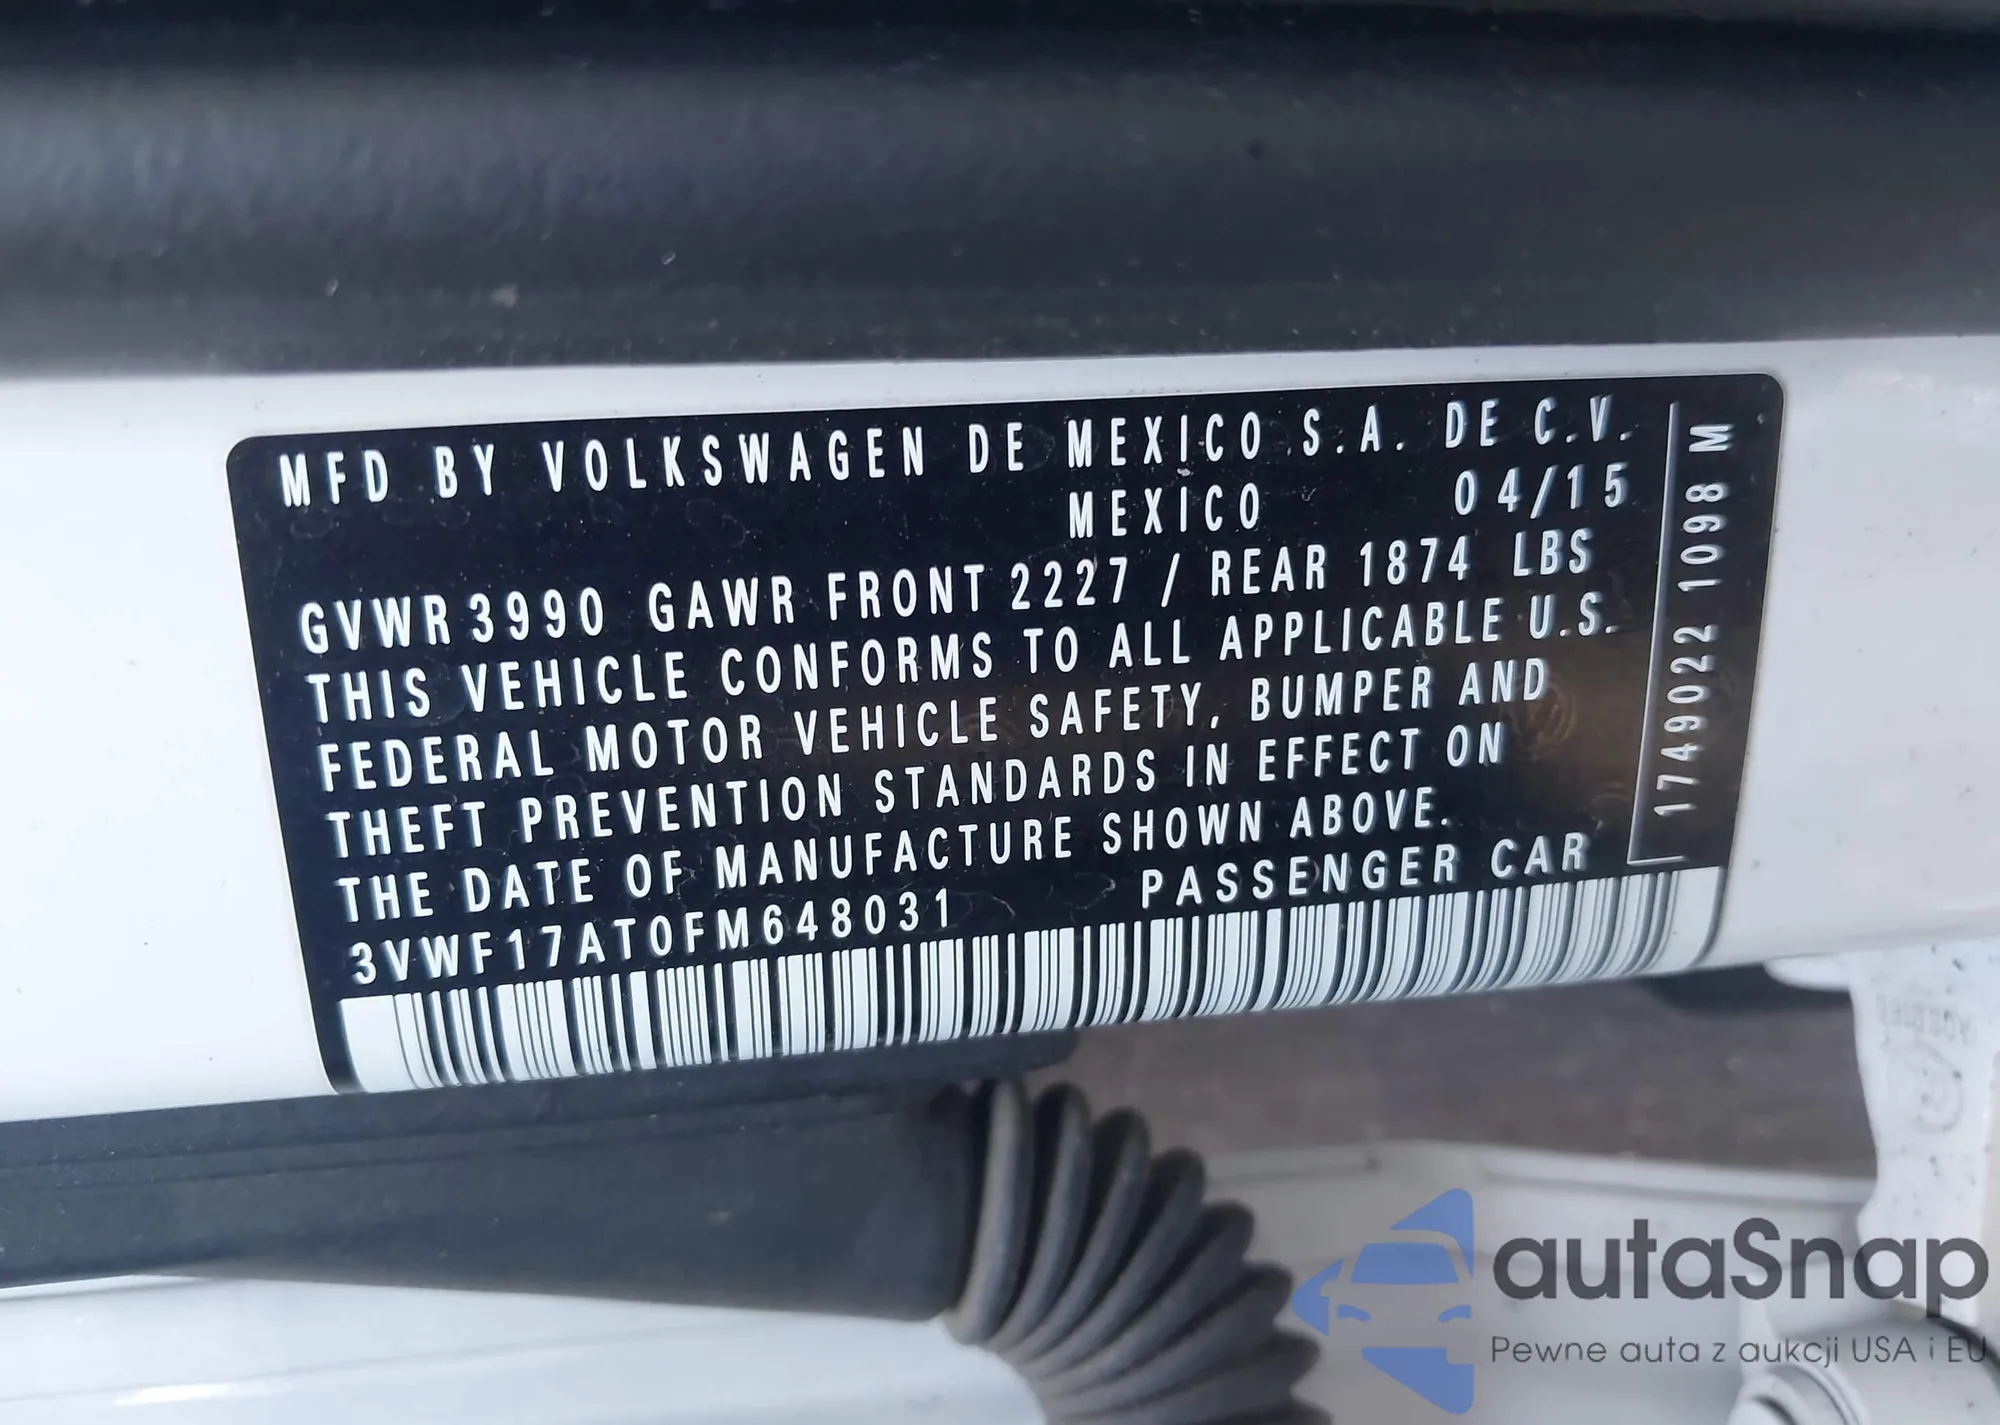 MFD BY VOLKSWAGEN DE MEXICO S.A. DE C.V.
MEXICO 04/15
GVWR 3990 GAWR FRONT 2227 / REAR 1874 LBS
THIS VEHICLE CONFORMS TO ALL APPLICABLE U.S.
FEDERAL MOTOR VEHICLE SAFETY, BUMPER AND
THEFT PREVENTION STANDARDS IN EFFECT ON
THE DATE OF MANUFACTURE SHOWN ABOVE.
3VWF17AT0FM648031 PASSENGER CAR
1749022 1098 M
autaSnap
Pewne auta z aukcji USA i EU